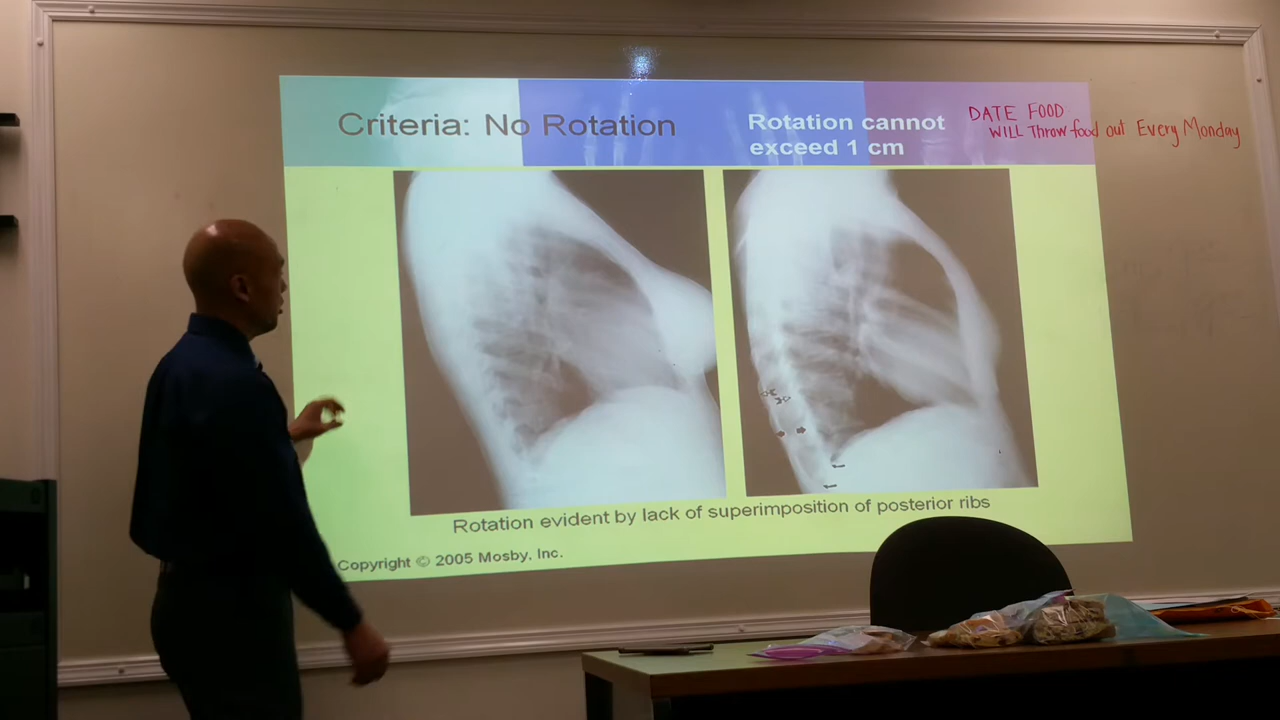 Criteria: No Rotation
Rotation cannot
exceed 1 cm
DATE FOOD
WILL Throw food out Every Monday
Rotation evident by lack of superimposition of posterior ribs
Copyright © 2005 Mosby, Inc.